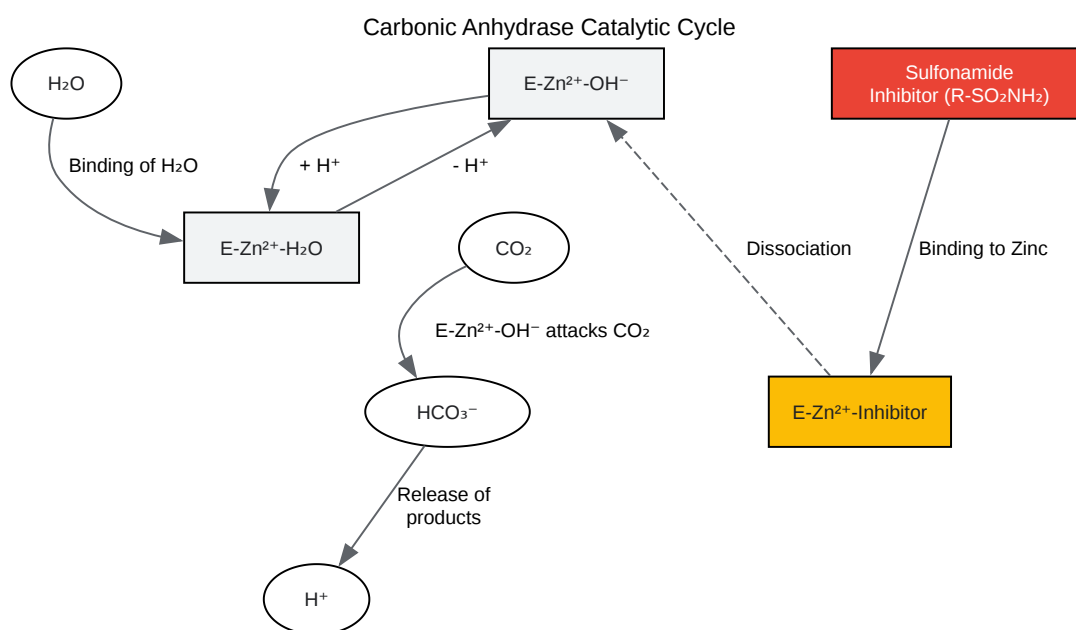 Carbonic Anhydrase Catalytic Cycle
H₂O
E-Zn²⁺-OH⁻
Sulfonamide
Inhibitor (R-SO₂NH₂)
Binding of H₂O
+ H⁺
- H⁺
E-Zn²⁺-H₂O
CO₂
Dissociation
Binding to Zinc
E-Zn²⁺-OH⁻ attacks CO₂
HCO₃⁻
E-Zn²⁺-Inhibitor
Release of
products
H⁺